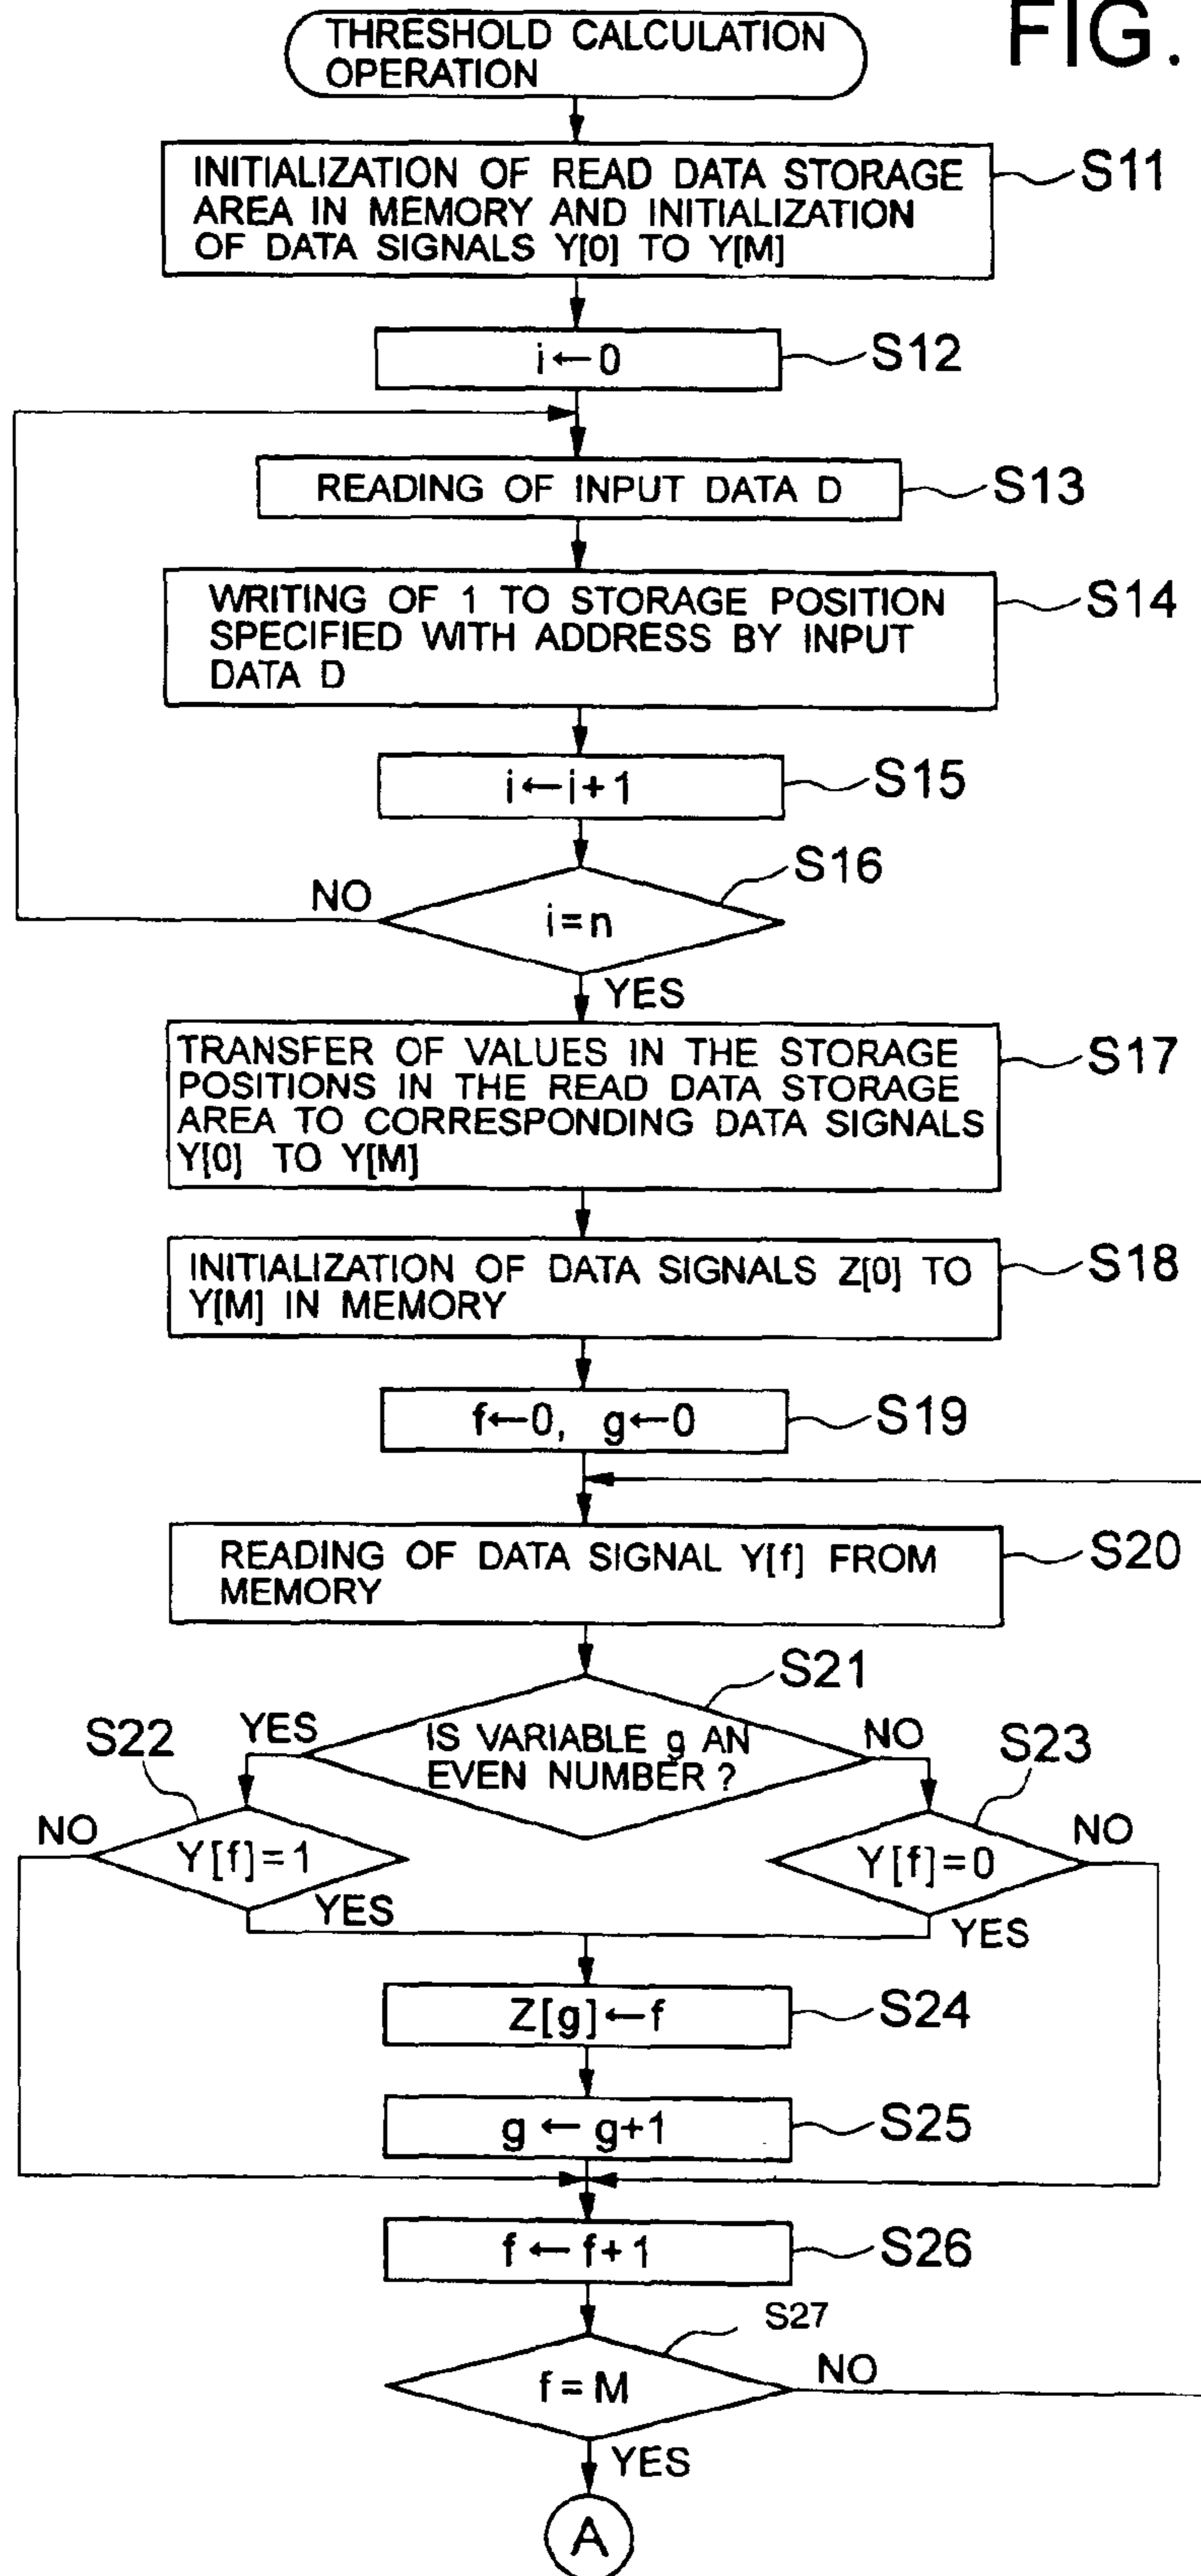 FIG.
THRESHOLD CALCULATION
OPERATION
INITIALIZATION OF READ DATA STORAGE
AREA IN MEMORY AND INITIALIZATION
OF DATA SIGNALS Y[0] TO Y[M]
S11
i←0
S12
READING OF INPUT DATA D
S13
WRITING OF 1 TO STORAGE POSITION
SPECIFIED WITH ADDRESS BY INPUT
DATA D
S14
i←i+1
S15
S16
NO
i=n
YES
TRANSFER OF VALUES IN THE STORAGE
POSITIONS IN THE READ DATA STORAGE
AREA TO CORRESPONDING DATA SIGNALS
Y[0] TO Y[M]
S17
INITIALIZATION OF DATA SIGNALS Z[0] TO
Y[M] IN MEMORY
S18
f←0, g←0
S19
READING OF DATA SIGNAL Y[f] FROM
MEMORY
S20
S21
IS VARIABLE g AN
EVEN NUMBER ?
YES
NO
S22
S23
NO
Y[f]=1
YES
Y[f]=0
NO
YES
Z[g]←f
S24
g ← g+1
S25
f ← f+1
S26
S27
f = M
NO
YES
A